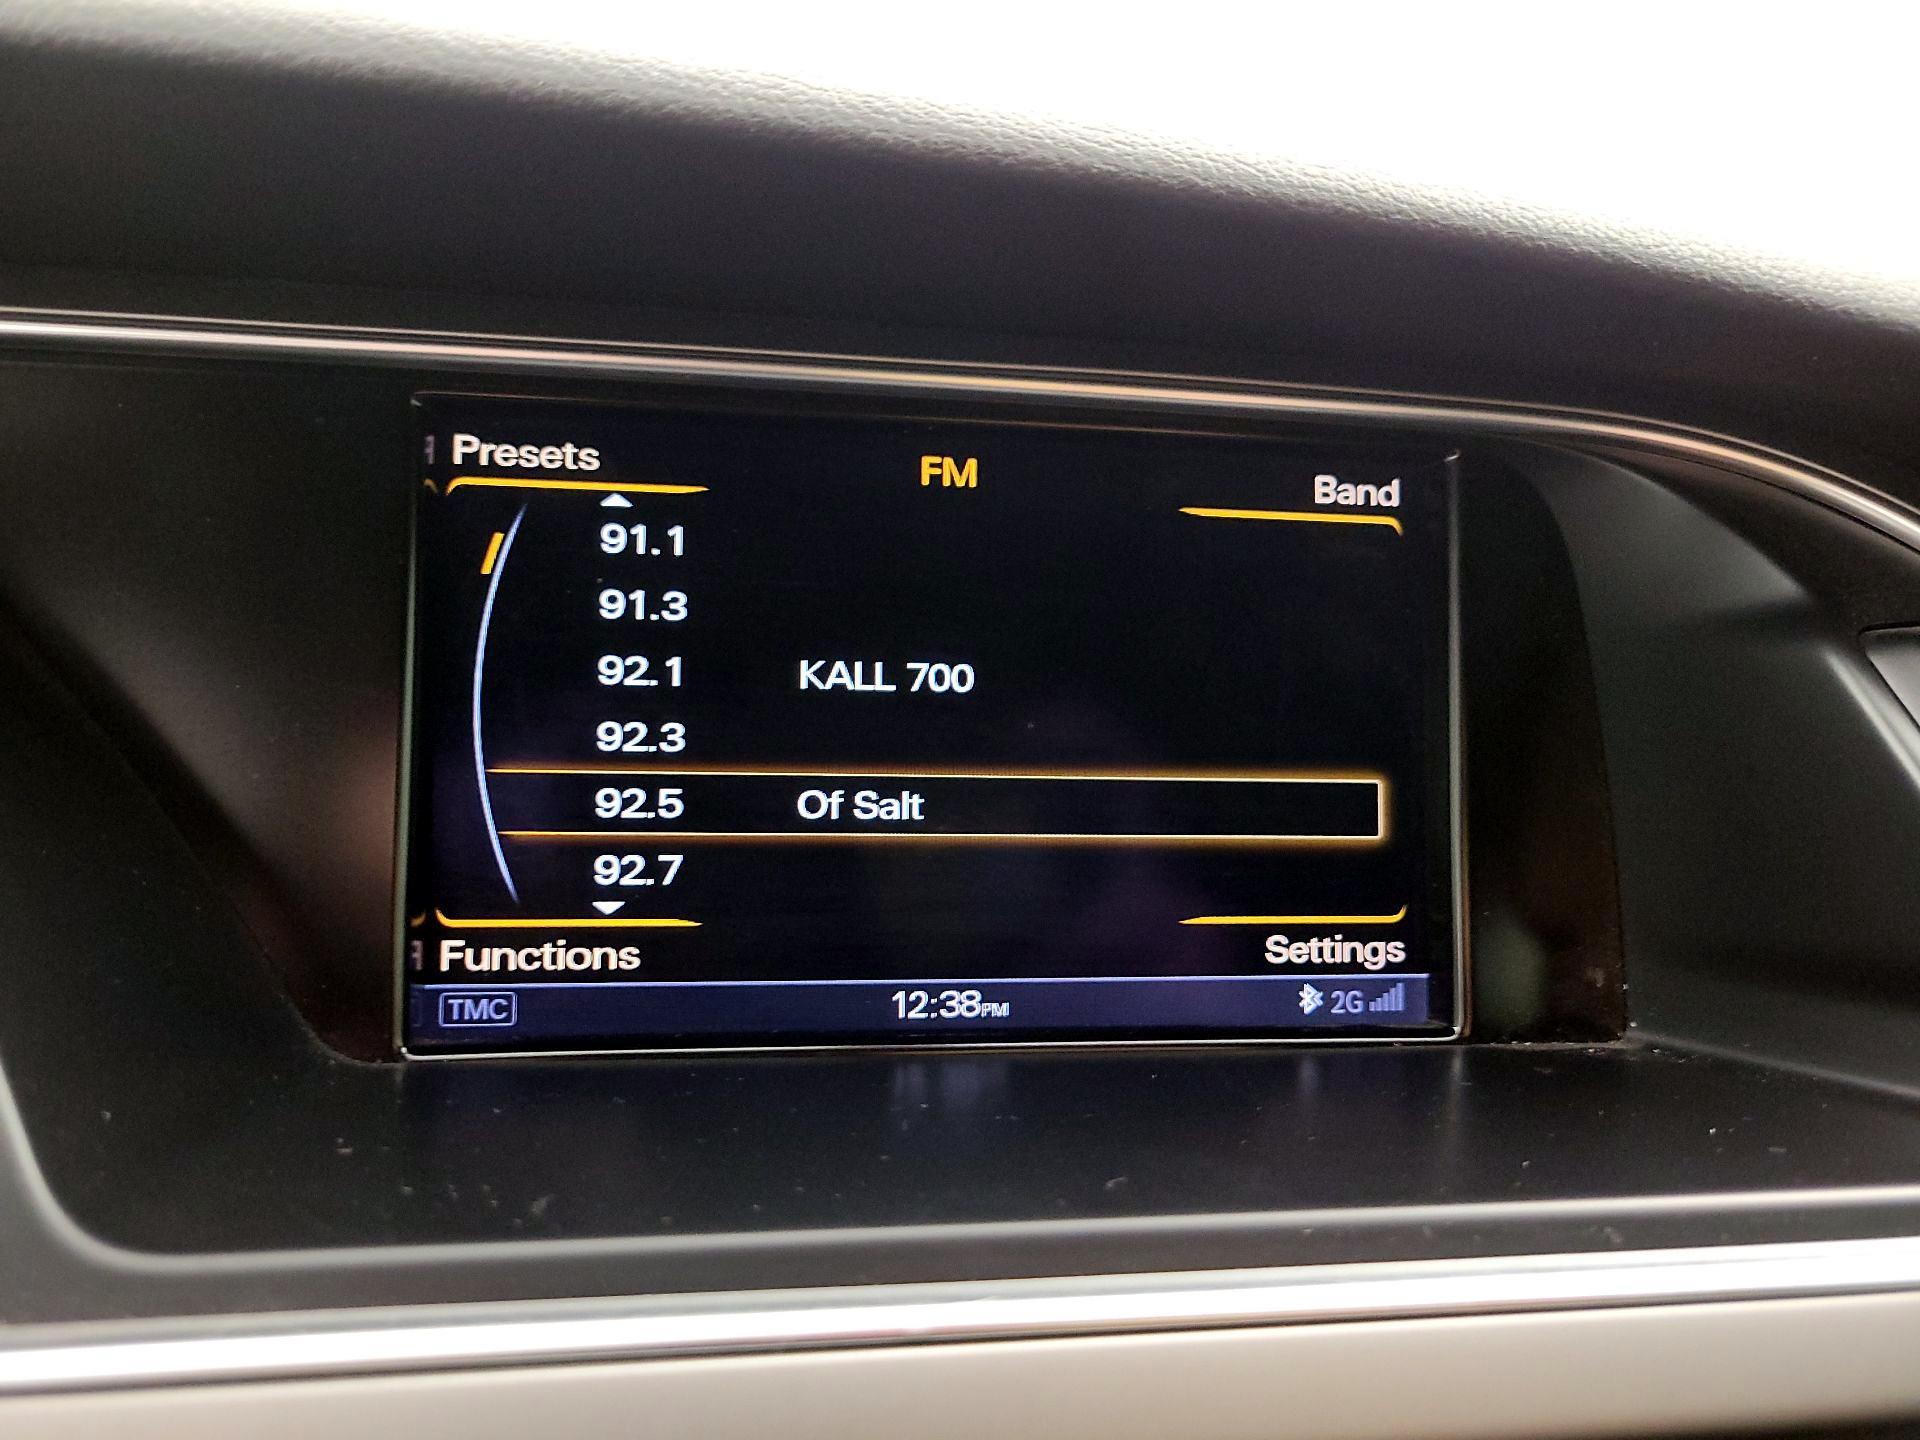 Presets
FM
Band
91.1
91.3
92.1 KALL 700
92.3
92.5 Of Salt
92.7
Functions
Settings
TMC
12:38PM
2G